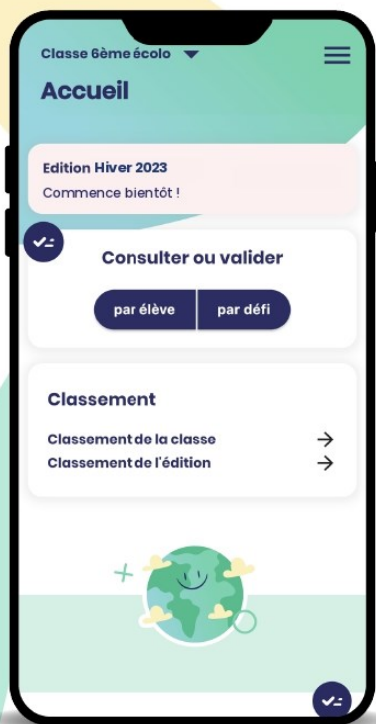 Classe 6ème écolo
Accueil
Edition Hiver 2023
Commence bientôt !
Consulter ou valider
par élève
par défi
Classement
Classement de la classe
Classement de l'édition